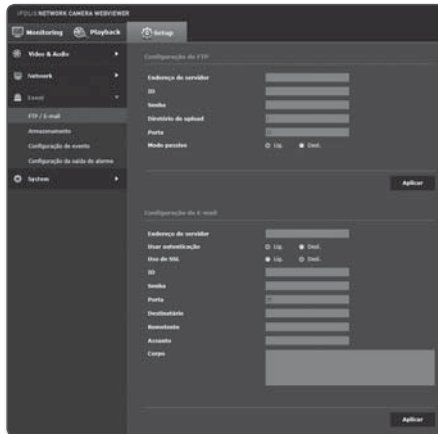 iPOLiS NETWORK CAMERA WEBVIEWER
Monitoring
Playback
Setup
Video & Audio
Network
Event
FTP / E-mail
Armazenamento
Configuração de evento
Configuração da saída de alarme
System
Configuração do FTP
Endereço do servidor
ID
Senha
Diretório de upload
Porta
Modo passivo
Lig.
Desl.
Aplicar
Configuração do E-mail
Endereço do servidor
Usar autenticação
Lig.
Desl.
Uso do SSL
Lig.
Desl.
ID
Senha
Porta
Destinatário
Remetente
Assunto
Corpo
Aplicar